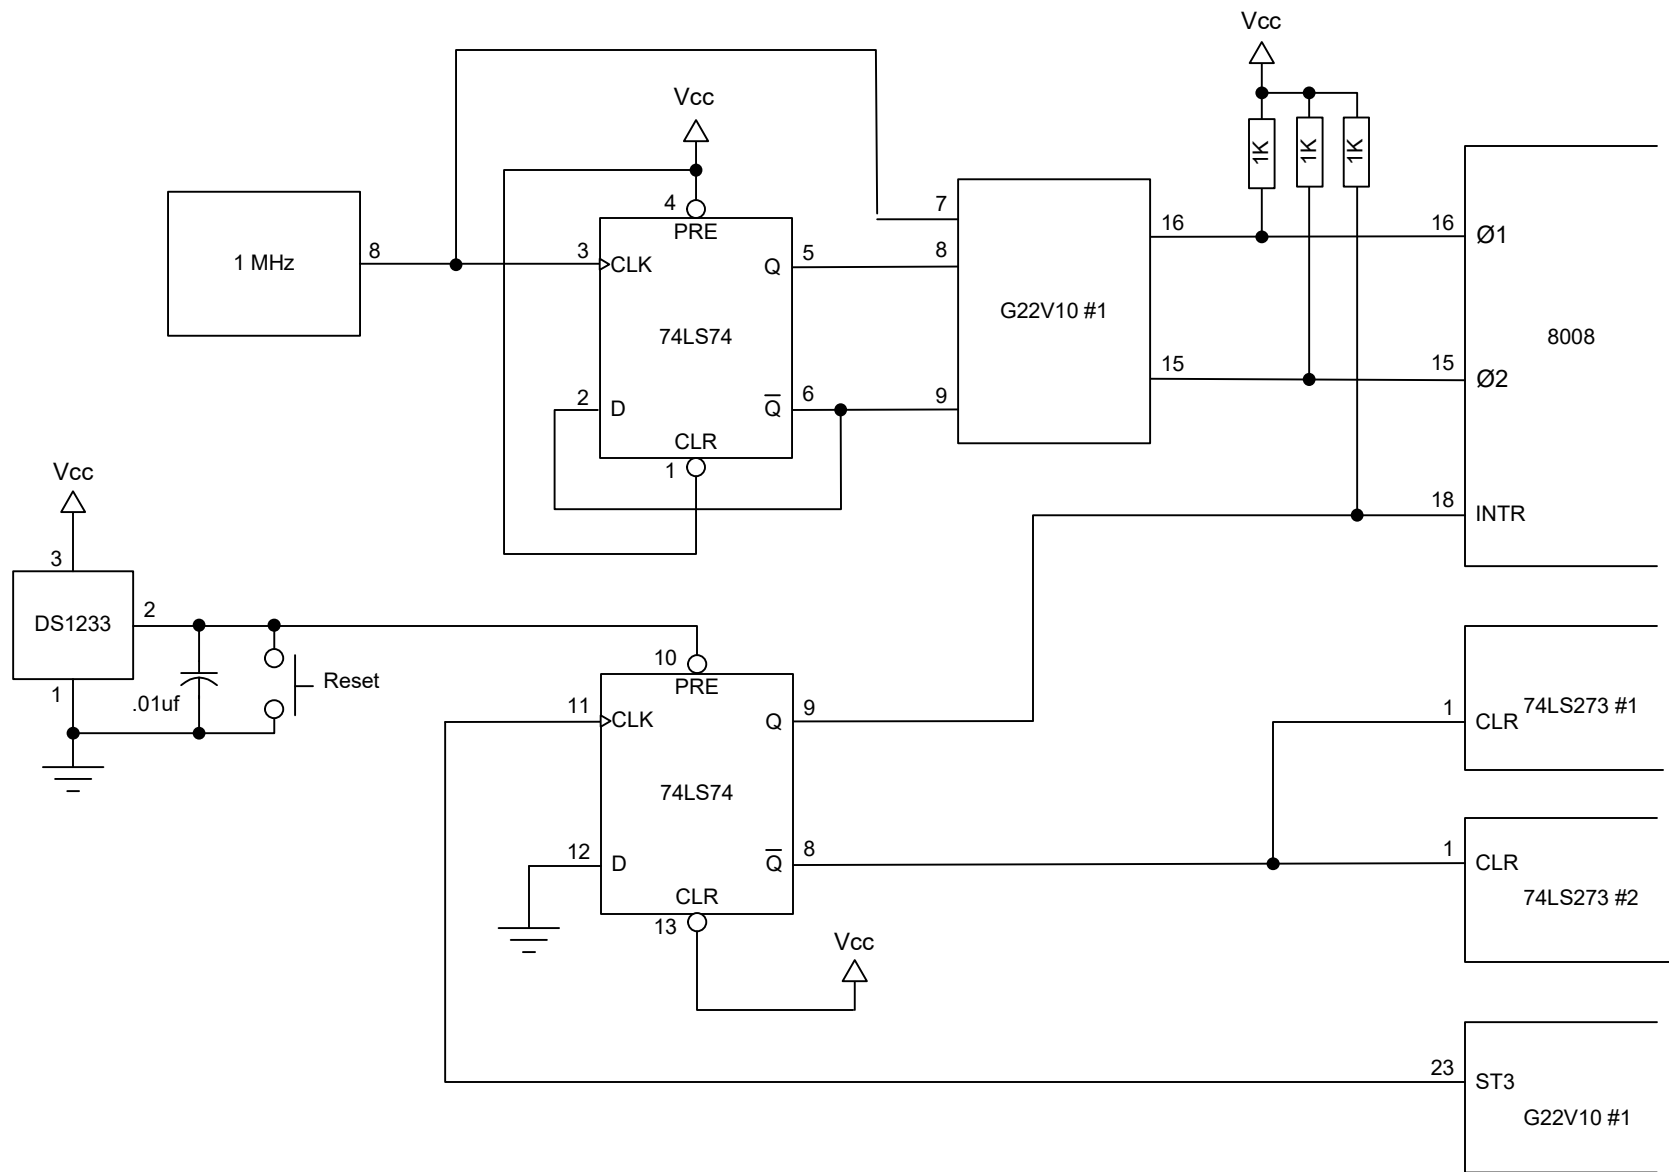 Vcc
Vcc
1K
1K
1K
4
PRE
7
1 MHz
8
3
CLK
Q
5
8
16
16
Ø1
G22V10 #1
74LS74
8008
2
D
Q̅
6
9
15
15
Ø2
CLR
1
Vcc
18
INTR
3
DS1233
2
1
.01uf
Reset
10
PRE
11
CLK
Q
9
1
CLR
74LS273 #1
74LS74
12
D
Q̅
8
1
CLR
74LS273 #2
CLR
13
Vcc
23
ST3
G22V10 #1